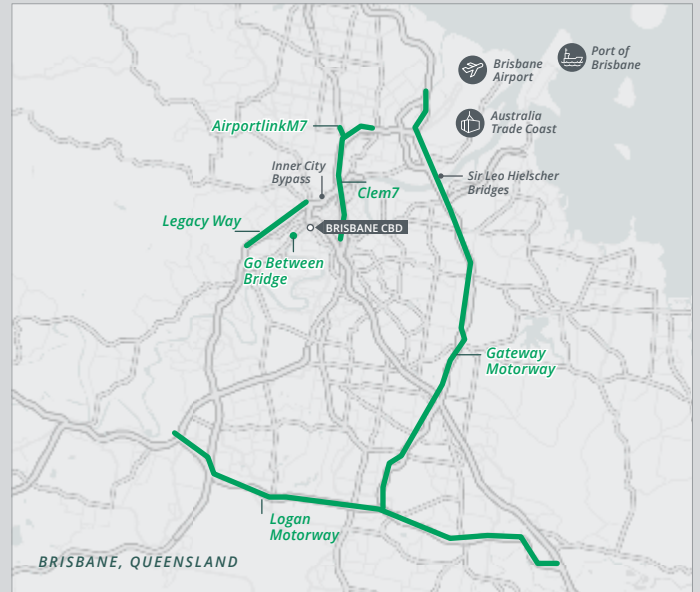 Brisbane
Airport
Port of
Brisbane
Australia
Trade Coast
AirportlinkM7
Inner City
Bypass
Sir Leo Hielscher
Bridges
Clem7
Legacy Way
BRISBANE CBD
Go Between
Bridge
Gateway
Motorway
Logan
Motorway
BRISBANE, QUEENSLAND